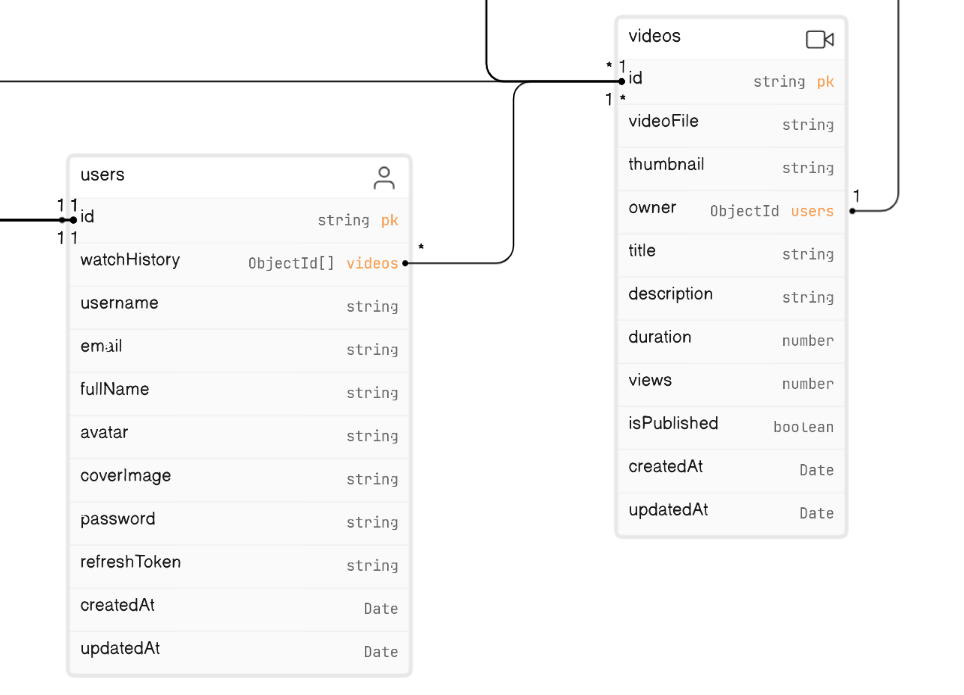 videos
* 1
id string pk
1 *
videoFile string
thumbnail string
owner ObjectId users 1
title string
description string
duration number
views number
isPublished boolean
createdAt Date
updatedAt Date
users
1 1
id string pk
1 1
watchHistory ObjectId[] videos *
username string
email string
fullName string
avatar string
coverImage string
password string
refreshToken string
createdAt Date
updatedAt Date